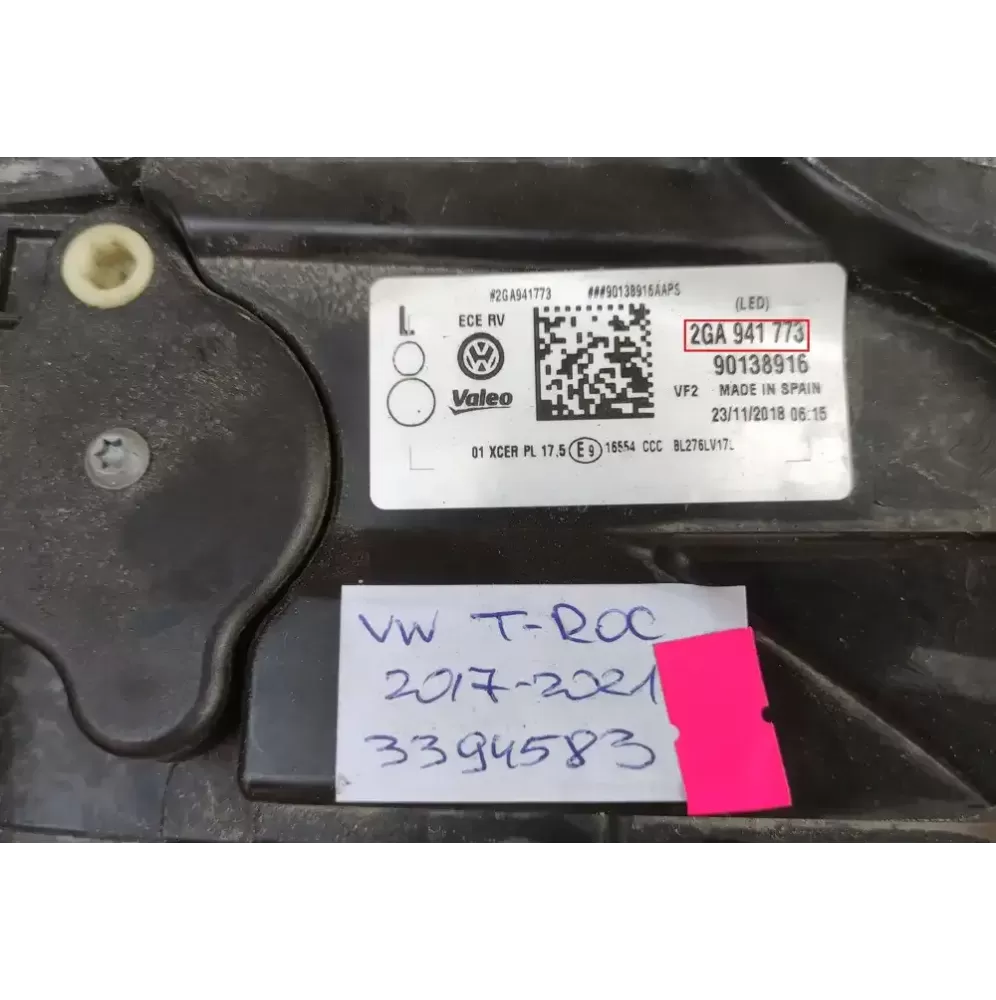 #2GA941773 ###90138916AAPS
L ECE RV (LED)
2GA 941 773
Valeo 90138916
VF2 MADE IN SPAIN
23/11/2018 06:15
01 XCER PL 17,5 E9 16554 CCC BL276LV17L
VW T-ROC
2017-2021
3394583